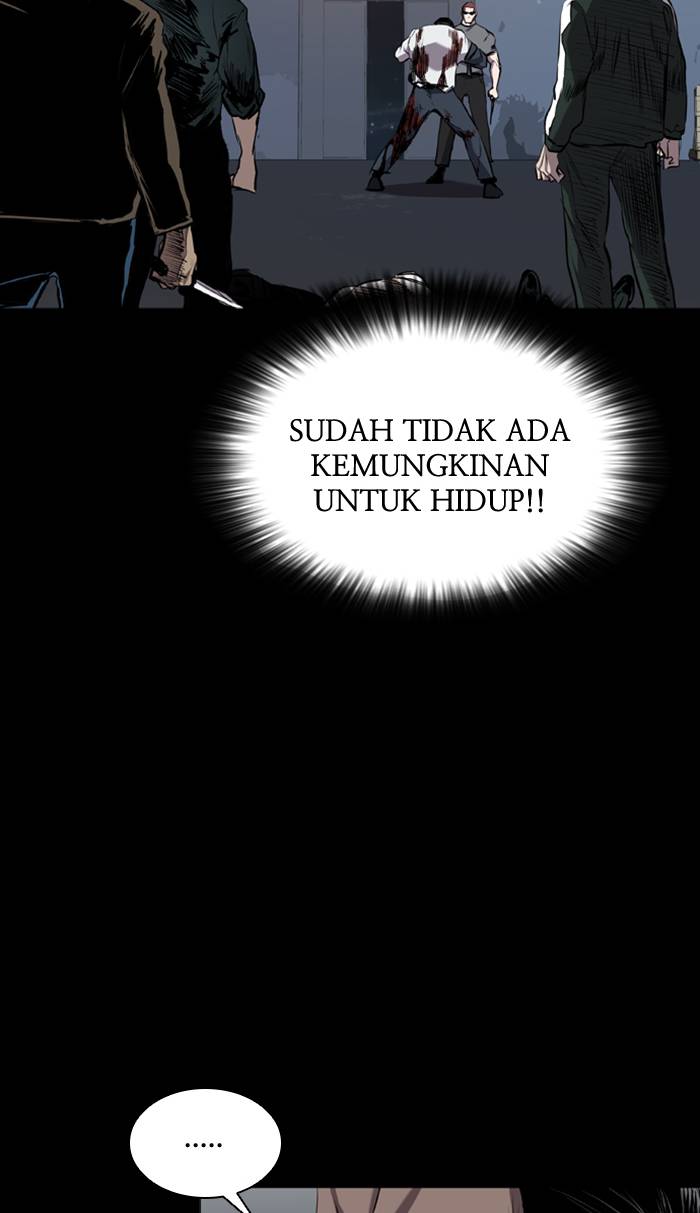 SUDAH TIDAK ADA
KEMUNGKINAN
UNTUK HIDUP!!
.....